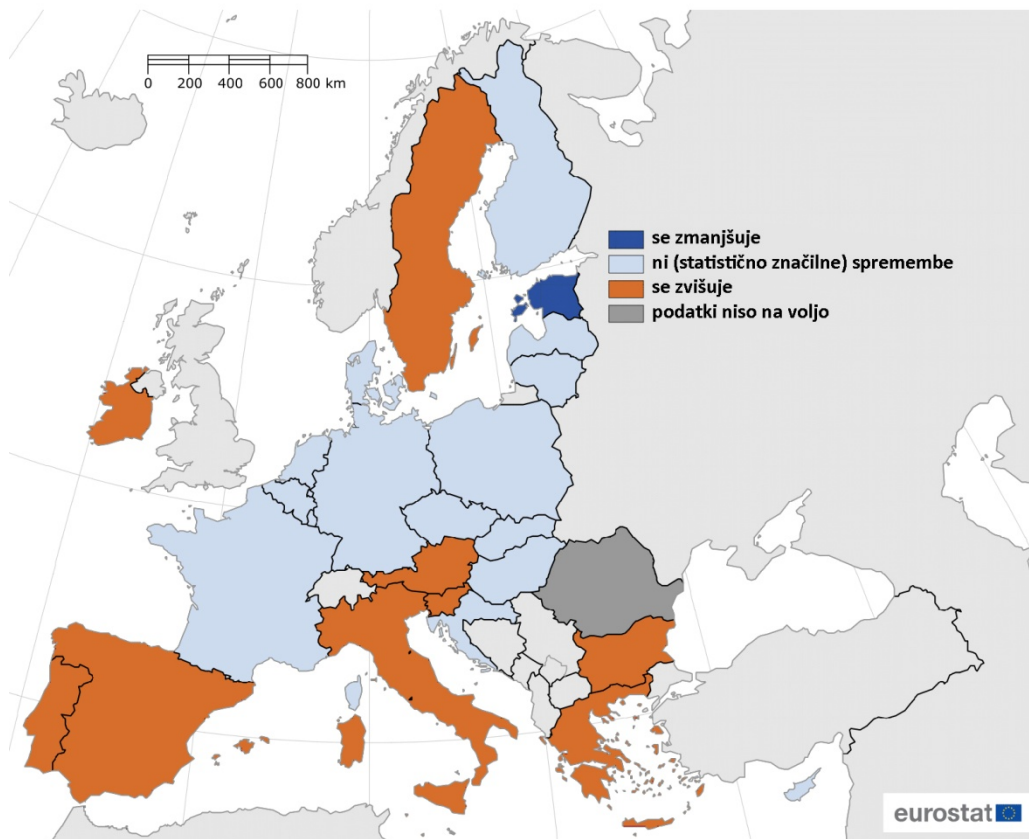 0 200 400 600 800 km
se zmanjšuje
ni (statistično značilne) spremembe
se zvišuje
podatki niso na voljo
eurostat